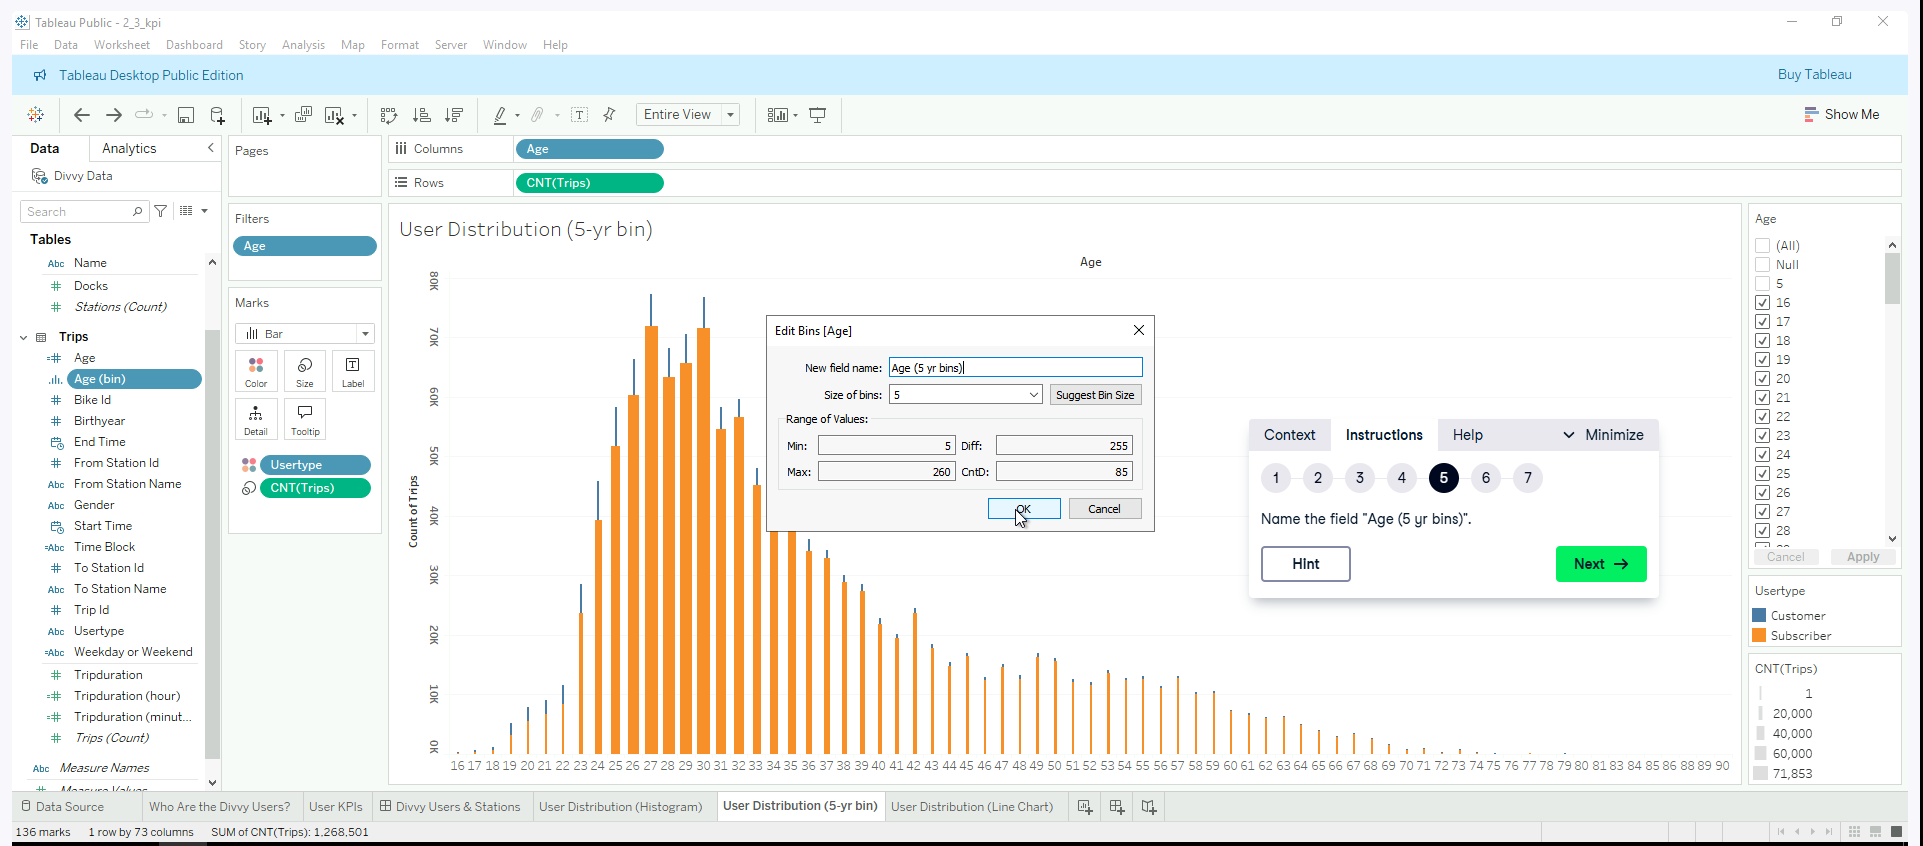 Tableau Public - 2_3_kpi
File Data Worksheet Dashboard Story Analysis Map Format Server Window Help
Tableau Desktop Public Edition
Buy Tableau
Entire View
Show Me
Data Analytics
Divvy Data
Search
Tables
Abc Name
Docks
Stations (Count)
Trips
Age
Age (bin)
Abc Bike Id
Birthyear
End Time
From Station Id
Abc From Station Name
Abc Gender
Start Time
=Abc Time Block
To Station Id
Abc To Station Name
Trip Id
Abc Usertype
=Abc Weekday or Weekend
Tripduration
Tripduration (hour)
Tripduration (minut...
Trips (Count)
Abc Measure Names
Measure Values
Pages
Filters
Age
Marks
Bar
Color Size Label
Detail Tooltip
Usertype
CNT(Trips)
Columns Age
Rows CNT(Trips)
User Distribution (5-yr bin)
Age
Count of Trips
80K
70K
60K
50K
40K
30K
20K
10K
0K
16 17 18 19 20 21 22 23 24 25 26 27 28 29 30 31 32 33 34 35 36 37 38 39 40 41 42 43 44 45 46 47 48 49 50 51 52 53 54 55 56 57 58 59 60 61 62 63 64 65 66 67 68 69 70 71 72 73 74 75 76 77 78 79 80 81 83 84 85 86 87 88 89 90
Edit Bins [Age]
New field name: Age (5 yr bins)
Size of bins: 5 Suggest Bin Size
Range of Values:
Min: 5 Diff: 255
Max: 260 CntD: 85
OK Cancel
Context Instructions Help Minimize
1 2 3 4 5 6 7
Name the field "Age (5 yr bins)".
Hint Next
Age
(All)
Null
5
16
17
18
19
20
21
22
23
24
25
26
27
28
Cancel Apply
Usertype
Customer
Subscriber
CNT(Trips)
1
20,000
40,000
60,000
71,853
Data Source Who Are the Divvy Users? User KPIs Divvy Users & Stations User Distribution (Histogram) User Distribution (5-yr bin) User Distribution (Line Chart)
136 marks 1 row by 73 columns SUM of CNT(Trips): 1,268,501